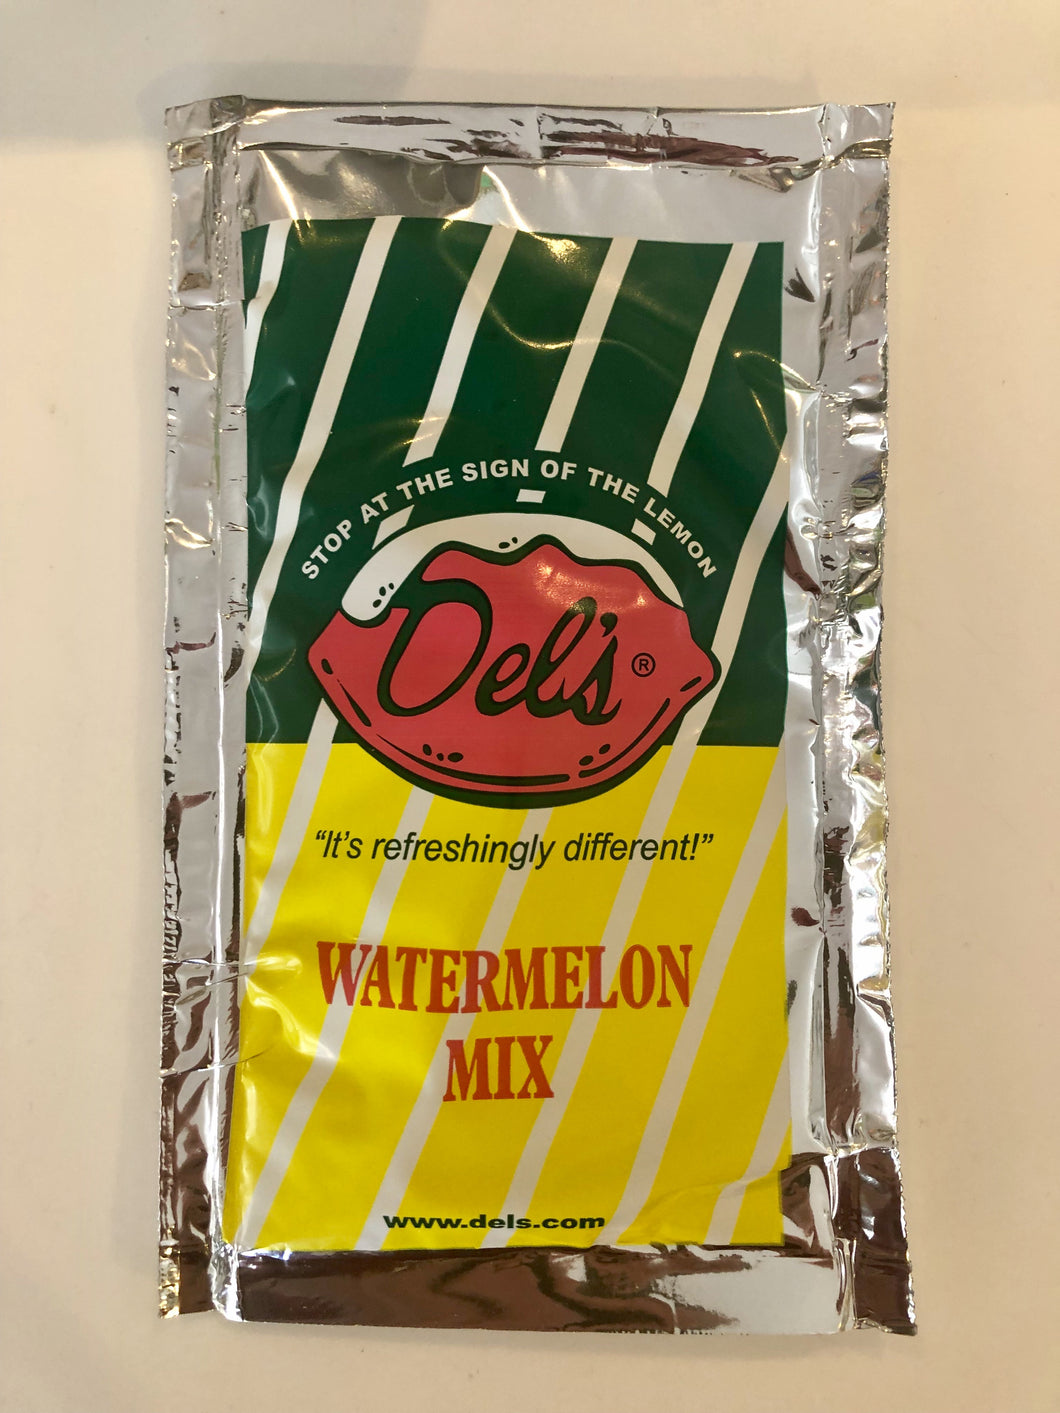 STOP AT THE SIGN OF THE LEMON
Del's ®
“It’s refreshingly different!”
WATERMELON
MIX
www.dels.com